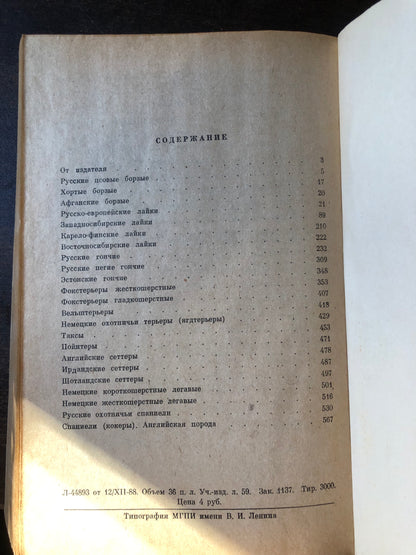 СОДЕРЖАНИЕ
От издателя 3
Русские псовые борзые 5
Хортые борзые 17
Афганские борзые 20
Русско-европейские лайки 21
Западносибирские лайки 89
Карело-финские лайки 210
Восточносибирские лайки 222
Русские гончие 232
Русские пегие гончие 309
Эстонские гончие 348
Фокстерьеры жесткошерстные 353
Фокстерьеры гладкошерстные 407
Вельштерьеры 413
Немецкие охотничьи терьеры (ягдтерьеры) 429
Таксы 453
Пойнтеры 471
Английские сеттеры 478
Ирландские сеттеры 487
Шотландские сеттеры 497
Немецкие короткошерстные легавые 501
Немецкие жесткошерстные легавые 516
Русские охотничьи спаниели 530
Спаниели (кокеры). Английская порода 567
Л-44893 от 12/XII-88. Объем 36 п. л. Уч.-изд. л. 59. Зак. 1137. Тир. 3000.
Цена 4 руб.
Типография МГПИ имени В. И. Ленина